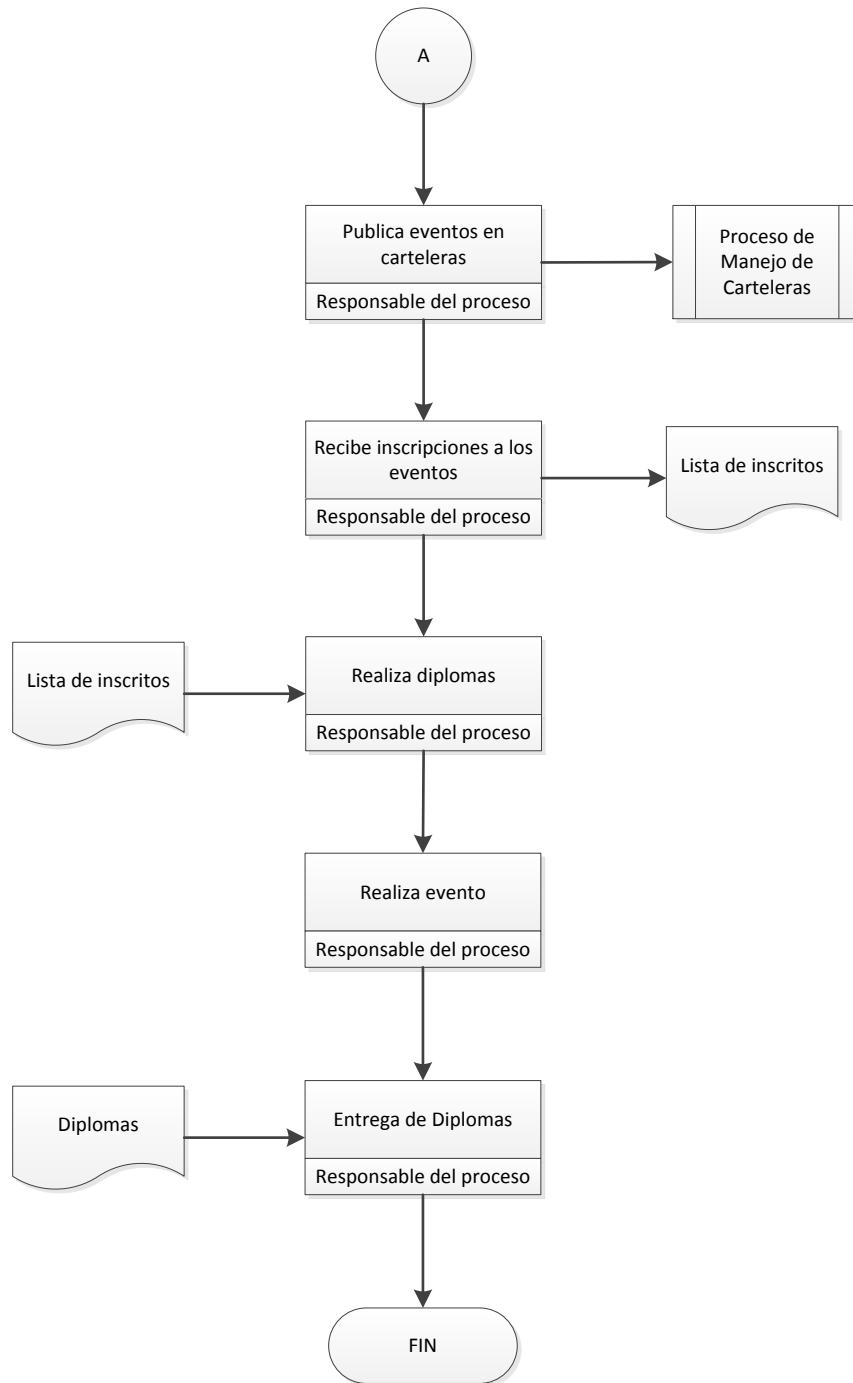 A
Publica eventos en
carteleras
Responsable del proceso
Proceso de
Manejo de
Carteleras
Recibe inscripciones a los
eventos
Responsable del proceso
Lista de inscritos
Lista de inscritos
Realiza diplomas
Responsable del proceso
Realiza evento
Responsable del proceso
Diplomas
Entrega de Diplomas
Responsable del proceso
FIN